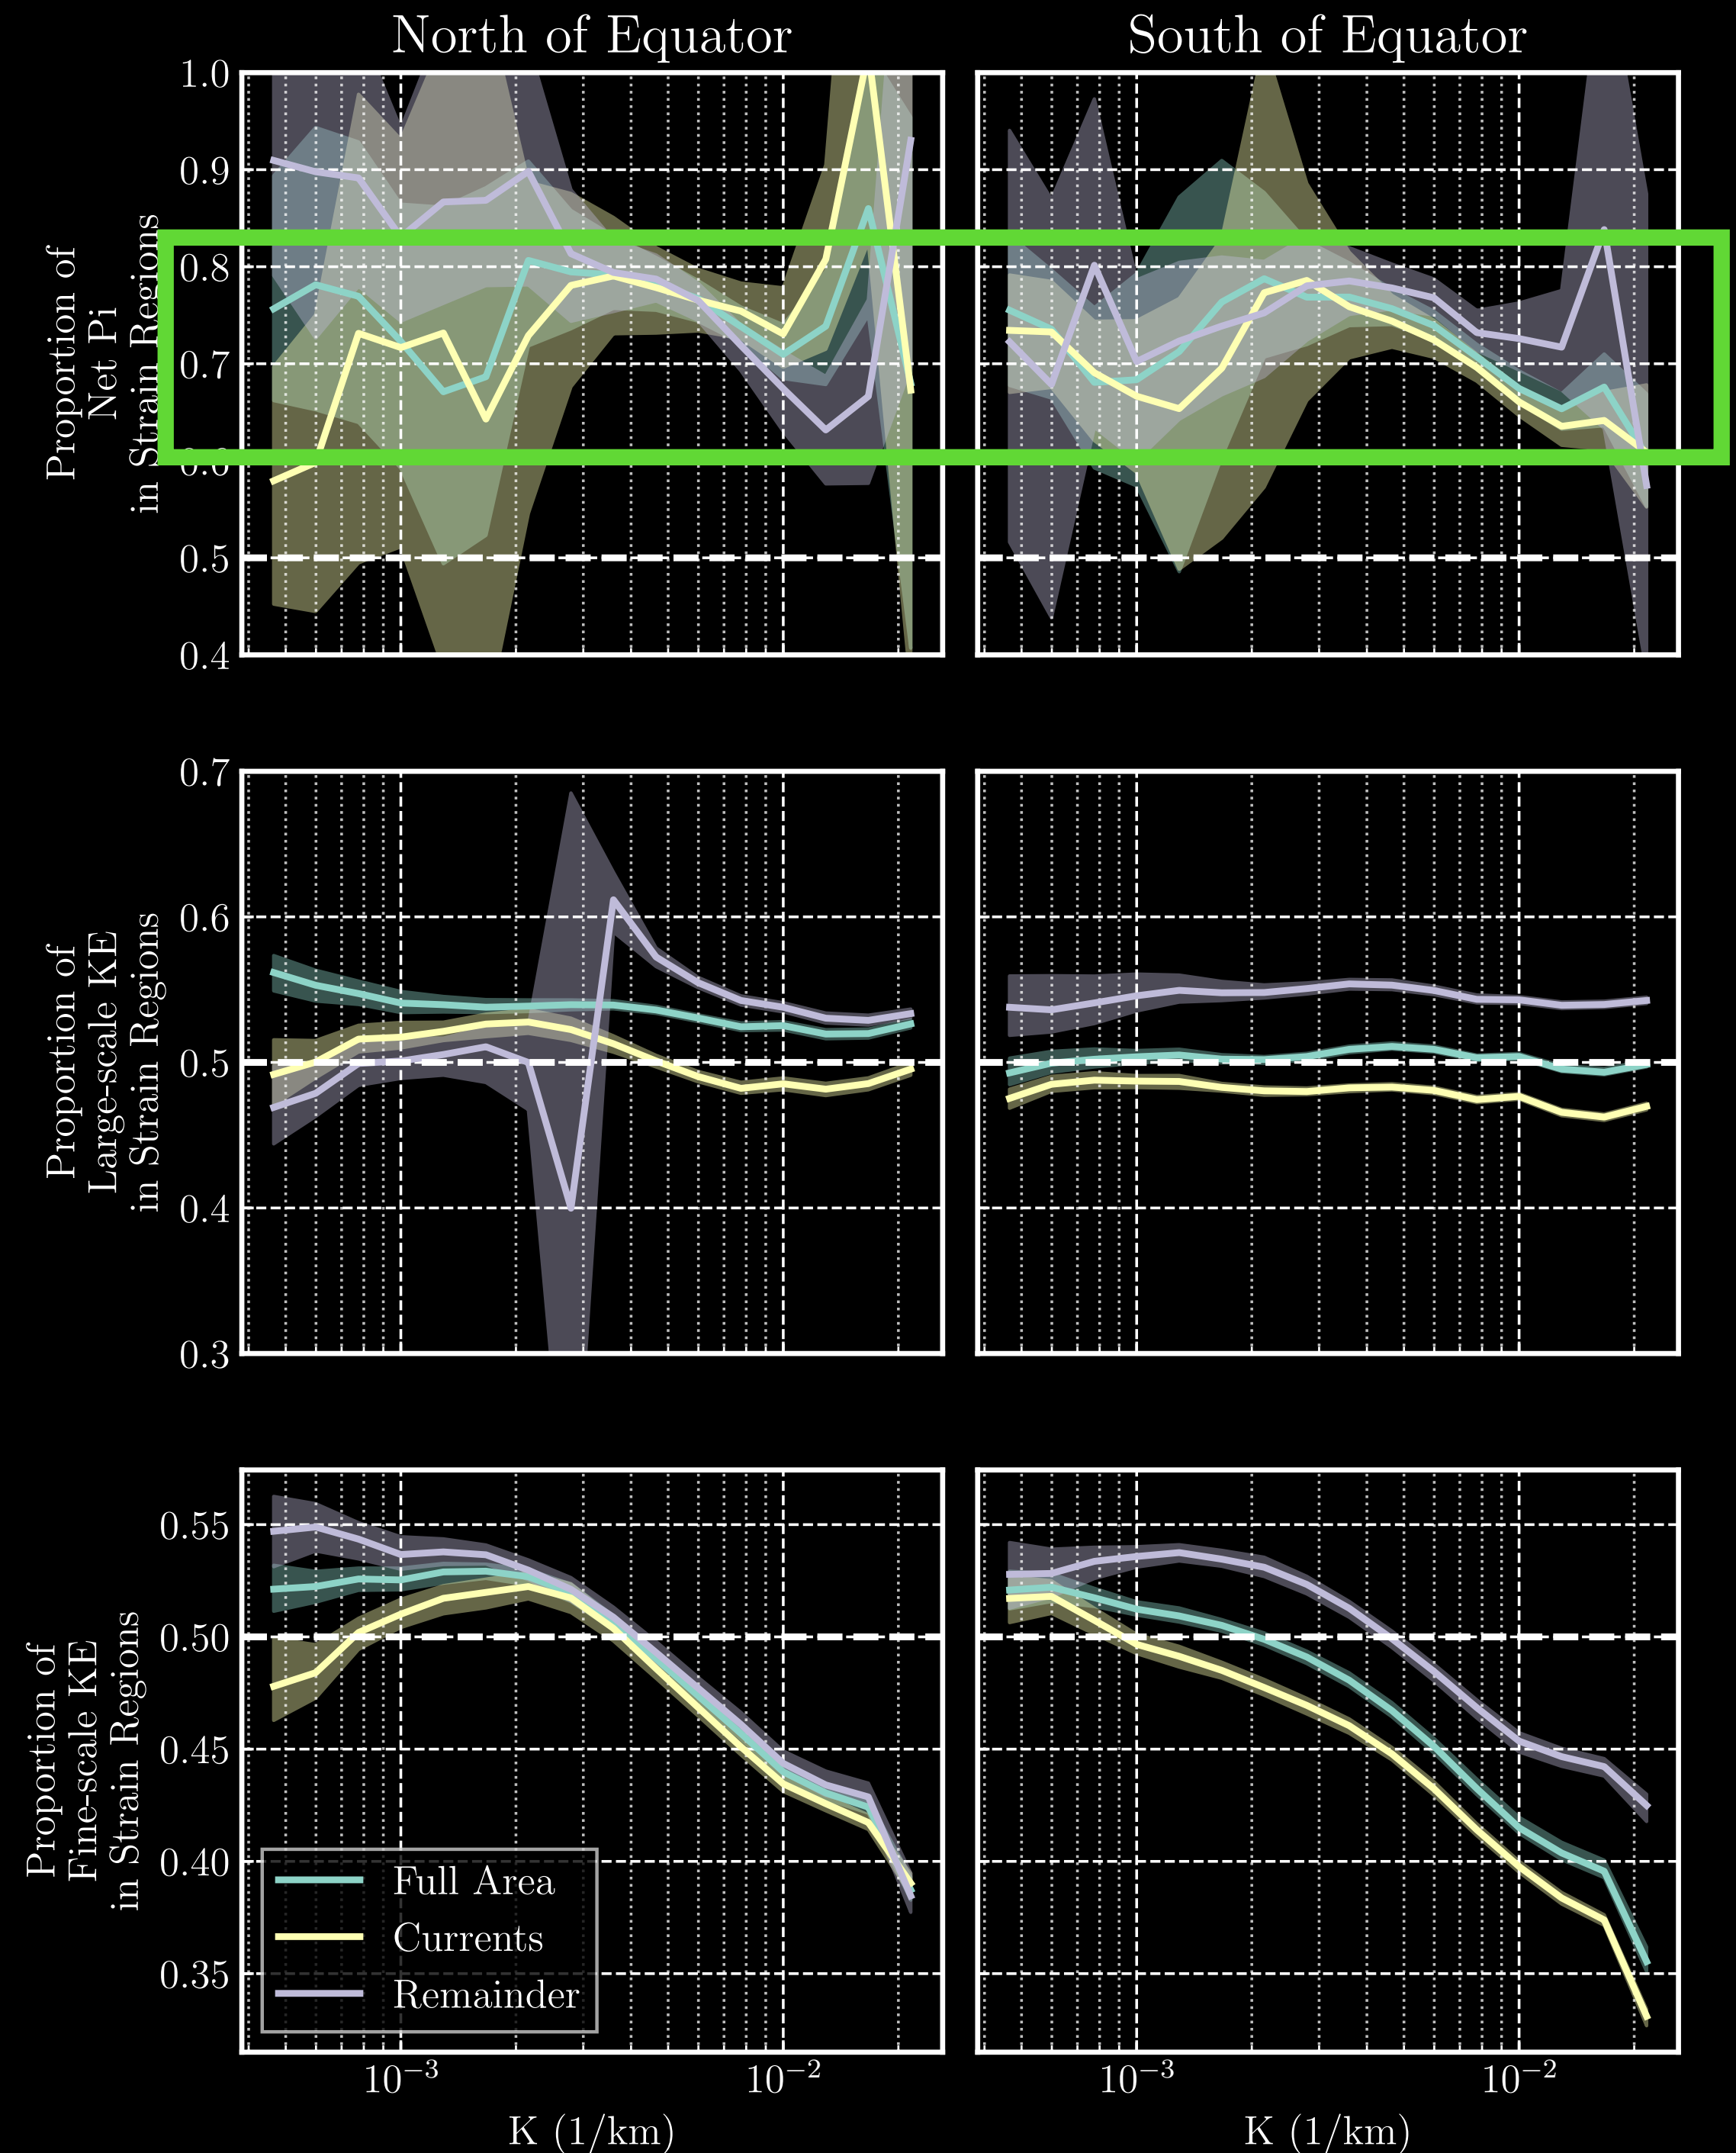 North of Equator
South of Equator
Proportion of
Net Pi
in Strain Regions
1.0
0.9
0.8
0.7
0.6
0.5
0.4
Proportion of
Large-scale KE
in Strain Regions
0.7
0.6
0.5
0.4
0.3
Proportion of
Fine-scale KE
in Strain Regions
0.55
0.50
0.45
0.40
0.35
Full Area
Currents
Remainder
10⁻³
10⁻²
10⁻³
10⁻²
K (1/km)
K (1/km)